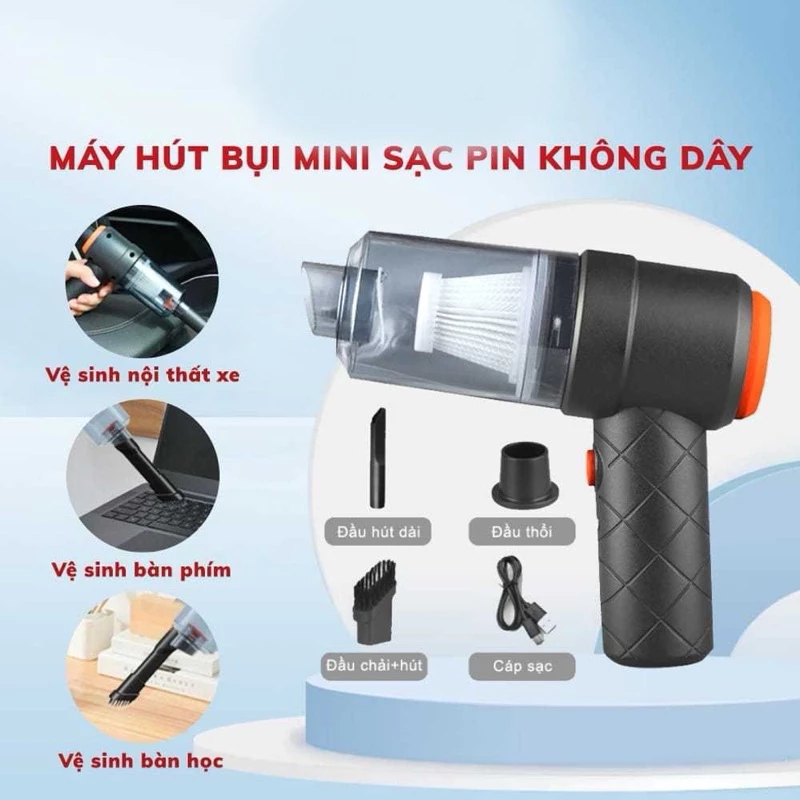 MÁY HÚT BỤI MINI SẠC PIN KHÔNG DÂY
Vệ sinh nội thất xe
Vệ sinh bàn phím
Vệ sinh bàn học
Đầu hút dài
Đầu thổi
Đầu chải+hút
Cáp sạc